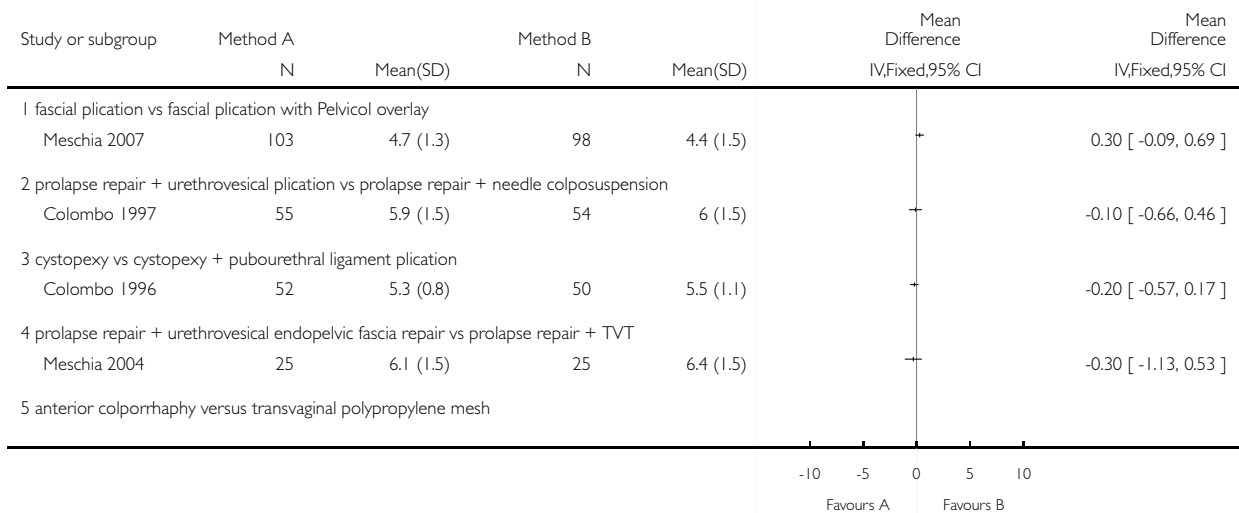 Mean Mean
Study or subgroup Method A Method B Difference Difference
N Mean(SD) N Mean(SD) IV,Fixed,95% CI IV,Fixed,95% CI
1 fascial plication vs fascial plication with Pelvicol overlay
Meschia 2007 103 4.7 (1.3) 98 4.4 (1.5) 0.30 [ -0.09, 0.69 ]
2 prolapse repair + urethrovesical plication vs prolapse repair + needle colposuspension
Colombo 1997 55 5.9 (1.5) 54 6 (1.5) -0.10 [ -0.66, 0.46 ]
3 cystopexy vs cystopexy + pubourethral ligament plication
Colombo 1996 52 5.3 (0.8) 50 5.5 (1.1) -0.20 [ -0.57, 0.17 ]
4 prolapse repair + urethrovesical endopelvic fascia repair vs prolapse repair + TVT
Meschia 2004 25 6.1 (1.5) 25 6.4 (1.5) -0.30 [ -1.13, 0.53 ]
5 anterior colporrhaphy versus transvaginal polypropylene mesh
-10 -5 0 5 10
Favours A Favours B